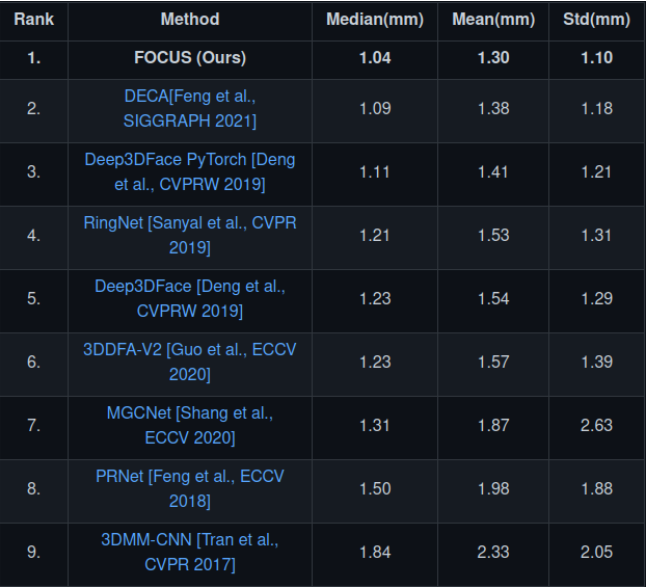 Rank Method Median(mm) Mean(mm) Std(mm)
1. FOCUS (Ours) 1.04 1.30 1.10
2. DECA[Feng et al., SIGGRAPH 2021] 1.09 1.38 1.18
3. Deep3DFace PyTorch [Deng et al., CVPRW 2019] 1.11 1.41 1.21
4. RingNet [Sanyal et al., CVPR 2019] 1.21 1.53 1.31
5. Deep3DFace [Deng et al., CVPRW 2019] 1.23 1.54 1.29
6. 3DDFA-V2 [Guo et al., ECCV 2020] 1.23 1.57 1.39
7. MGCNet [Shang et al., ECCV 2020] 1.31 1.87 2.63
8. PRNet [Feng et al., ECCV 2018] 1.50 1.98 1.88
9. 3DMM-CNN [Tran et al., CVPR 2017] 1.84 2.33 2.05